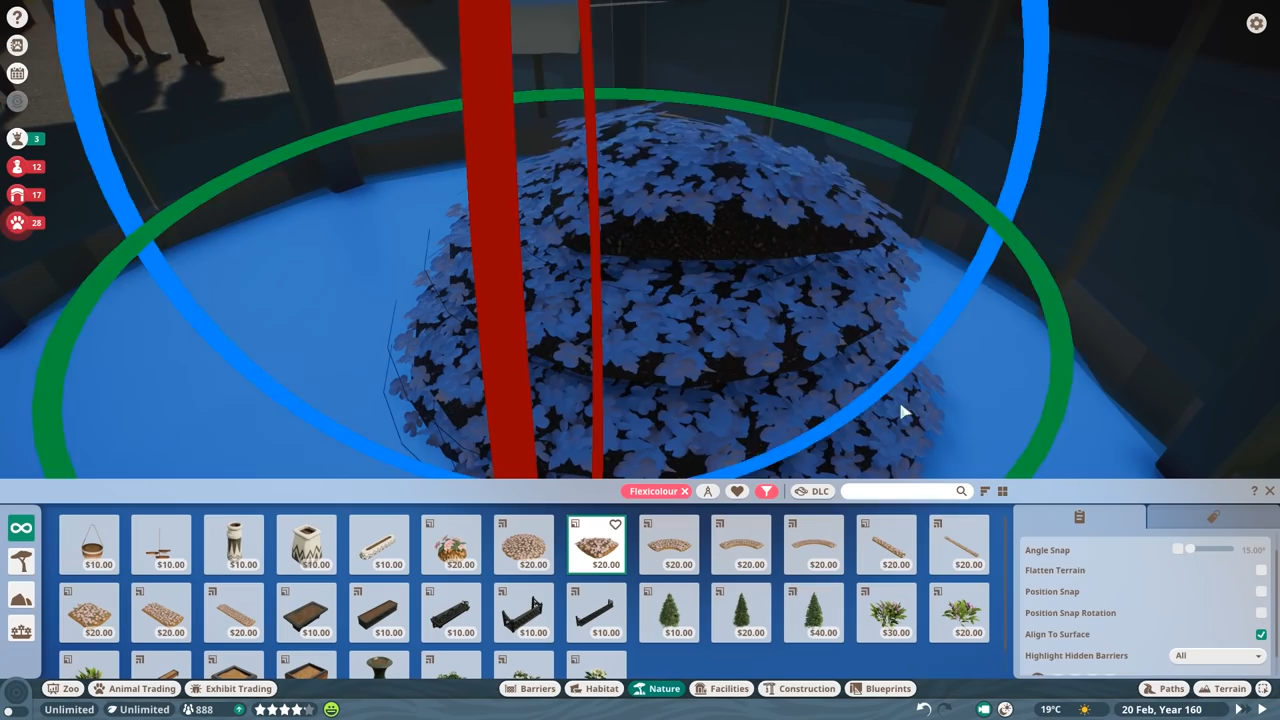 ?
3
12
17
28
Flexicolour ×
DLC
? ×
$10.00 $10.00 $10.00 $10.00 $10.00 $20.00 $20.00 $20.00 $20.00 $20.00 $20.00 $20.00 $20.00
$20.00 $20.00 $20.00 $10.00 $10.00 $10.00 $10.00 $10.00 $10.00 $20.00 $40.00 $30.00 $20.00
Angle Snap 15.00°
Flatten Terrain
Position Snap
Position Snap Rotation
Align To Surface
Highlight Hidden Barriers All
Zoo Animal Trading Exhibit Trading Barriers Habitat Nature Facilities Construction Blueprints Paths Terrain
Unlimited Unlimited 888 19°C 20 Feb, Year 160